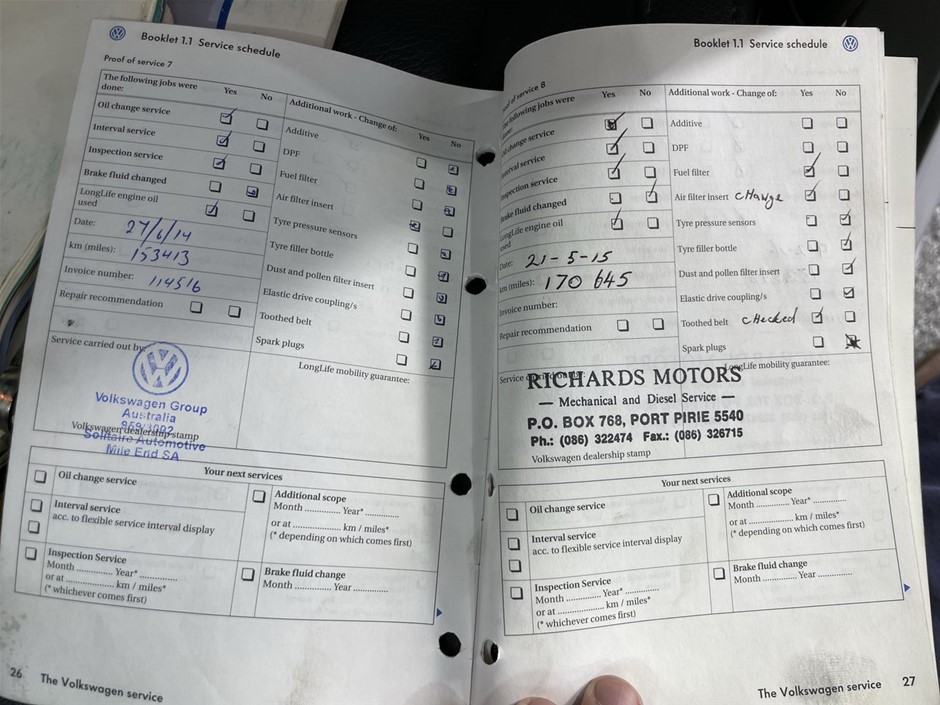 Booklet 1.1 Service schedule
Proof of service 7
The following jobs were done:
Yes No
Additional work - Change of:
Yes No
Oil change service
Interval service
Inspection service
Brake fluid changed
LongLife engine oil used
Date: 27/6/14
km (miles): 153413
Invoice number: 114516
Repair recommendation
Additive
DPF
Fuel filter
Air filter insert
Tyre pressure sensors
Tyre filler bottle
Dust and pollen filter insert
Elastic drive coupling/s
Toothed belt
Spark plugs
Service carried out by:
LongLife mobility guarantee:
Volkswagen Group
Australia
Volkswagen dealership stamp
Solitaire Automotive
Mile End SA
Your next services
Oil change service
Interval service
acc. to flexible service interval display
Inspection Service
Month ............ Year* ............
or at ............ km / miles*
(* whichever comes first)
Additional scope
Month ............ Year* ............
or at ............ km / miles*
(* depending on which comes first)
Brake fluid change
Month ............ Year ............
26 The Volkswagen service
Booklet 1.1 Service schedule
Proof of service 8
The following jobs were done:
Yes No
Additional work - Change of:
Yes No
Oil change service
Interval service
Inspection service
Brake fluid changed
LongLife engine oil used
Date: 21-5-15
km (miles): 170 645
Invoice number:
Repair recommendation
Additive
DPF
Fuel filter
Air filter insert cHange
Tyre pressure sensors
Tyre filler bottle
Dust and pollen filter insert
Elastic drive coupling/s
Toothed belt cHecked
Spark plugs
Service
LongLife mobility guarantee:
RICHARDS MOTORS
— Mechanical and Diesel Service —
P.O. BOX 768, PORT PIRIE 5540
Ph.: (086) 322474 Fax.: (086) 326715
Volkswagen dealership stamp
Your next services
Oil change service
Interval service
acc. to flexible service interval display
Inspection Service
Month ............ Year* ............
or at ............ km / miles*
(* whichever comes first)
Additional scope
Month ............ Year* ............
or at ............ km / miles*
(* depending on which comes first)
Brake fluid change
Month ............ Year ............
The Volkswagen service 27